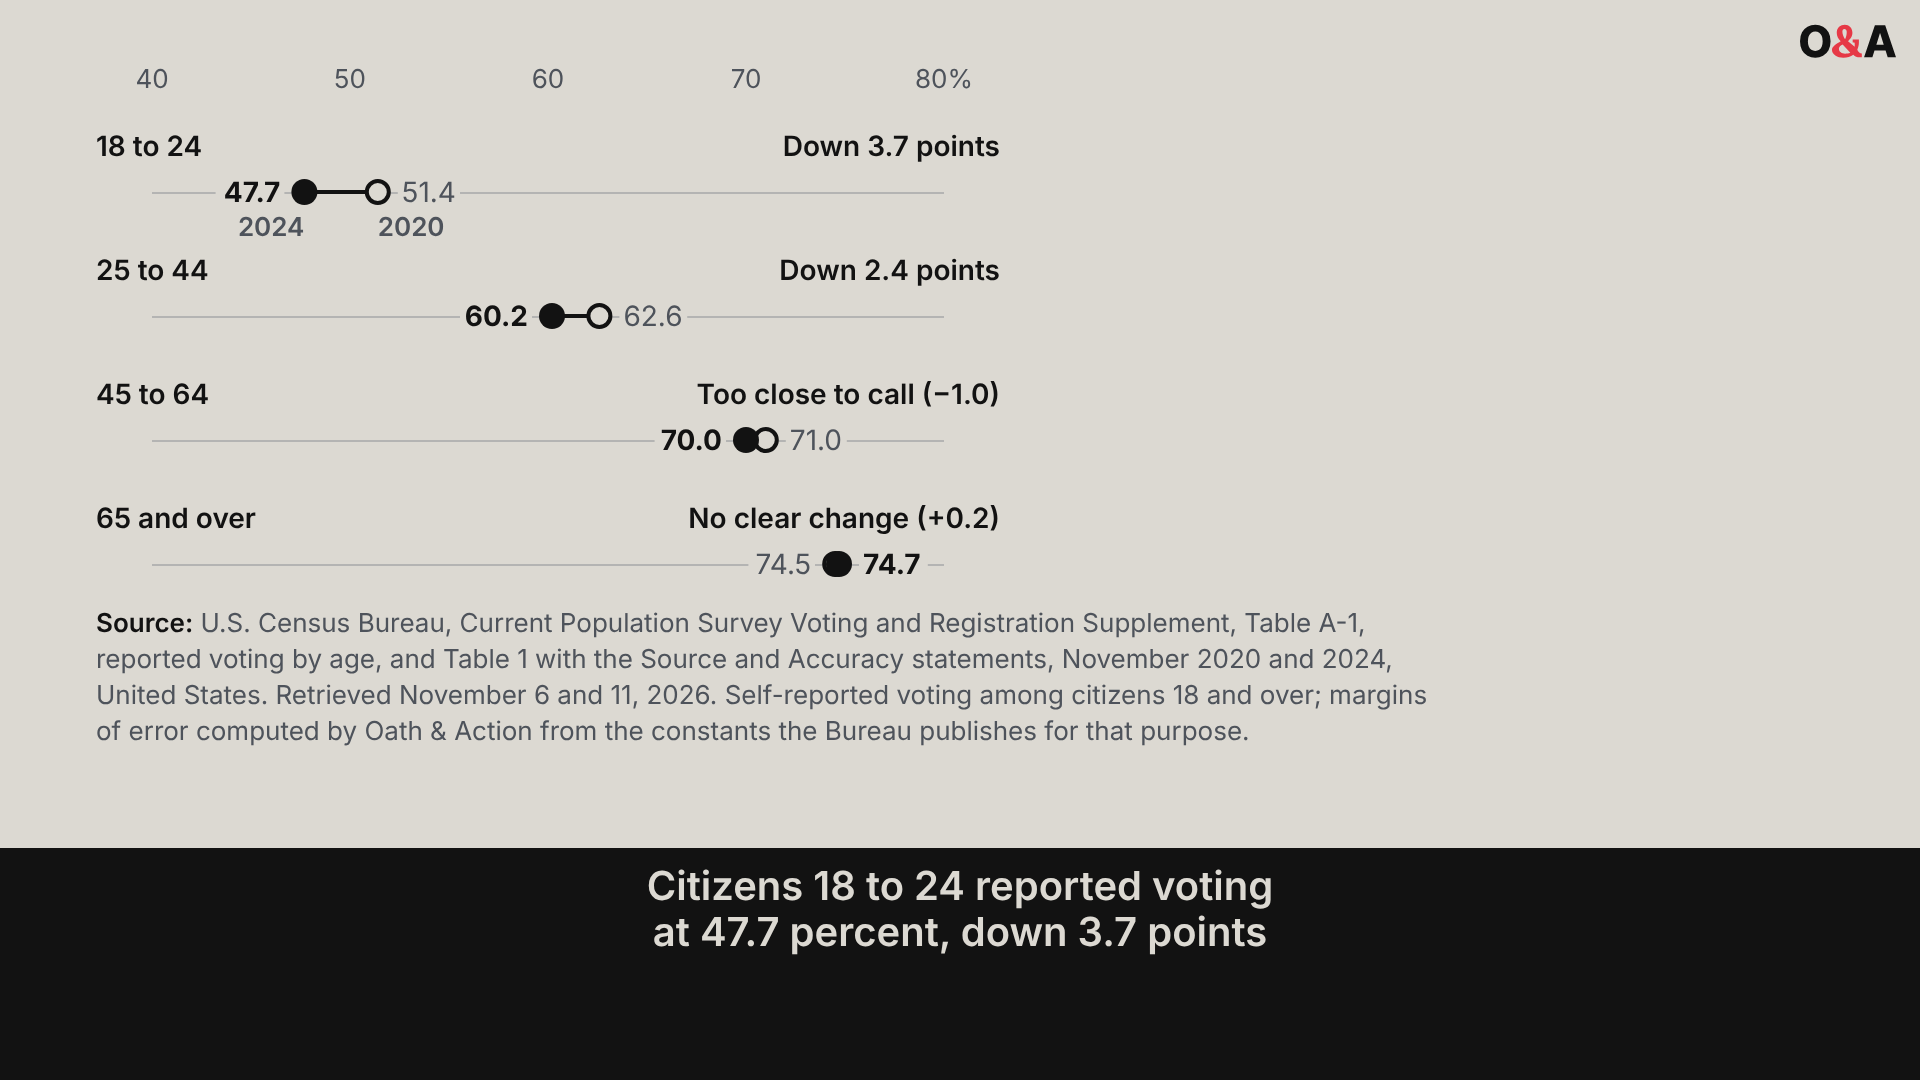 O&A
40 50 60 70 80%
18 to 24 Down 3.7 points
47.7 51.4
2024 2020
25 to 44 Down 2.4 points
60.2 62.6
45 to 64 Too close to call (−1.0)
70.0 71.0
65 and over No clear change (+0.2)
74.5 74.7
Source: U.S. Census Bureau, Current Population Survey Voting and Registration Supplement, Table A-1,
reported voting by age, and Table 1 with the Source and Accuracy statements, November 2020 and 2024,
United States. Retrieved November 6 and 11, 2026. Self-reported voting among citizens 18 and over; margins
of error computed by Oath & Action from the constants the Bureau publishes for that purpose.
Citizens 18 to 24 reported voting
at 47.7 percent, down 3.7 points